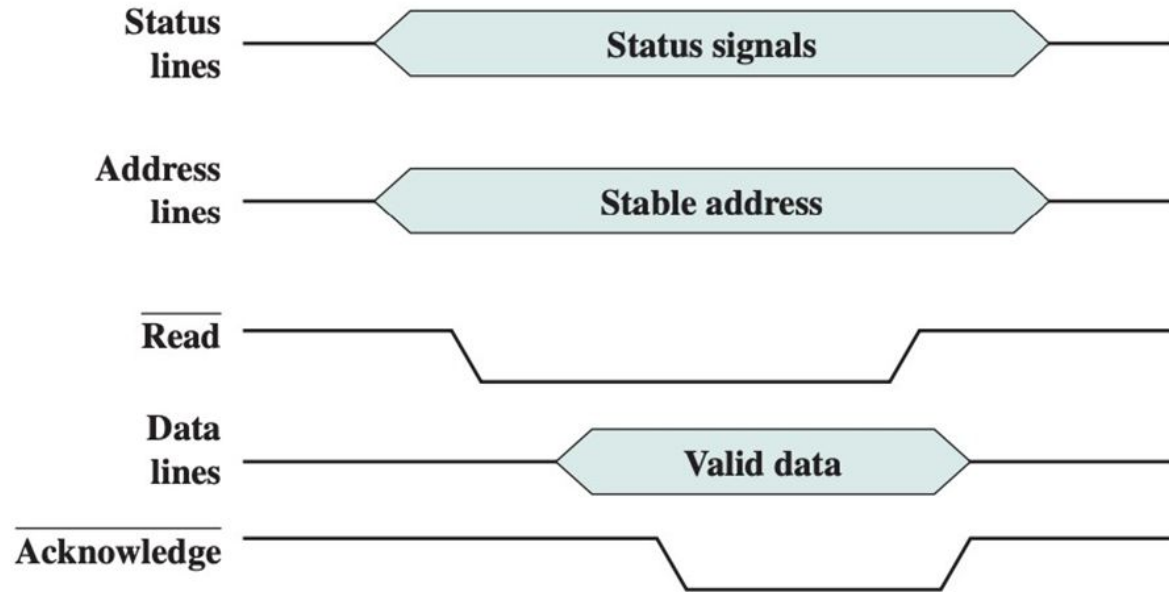 Status
lines
Status signals
Address
lines
Stable address
Read
Data
lines
Valid data
Acknowledge